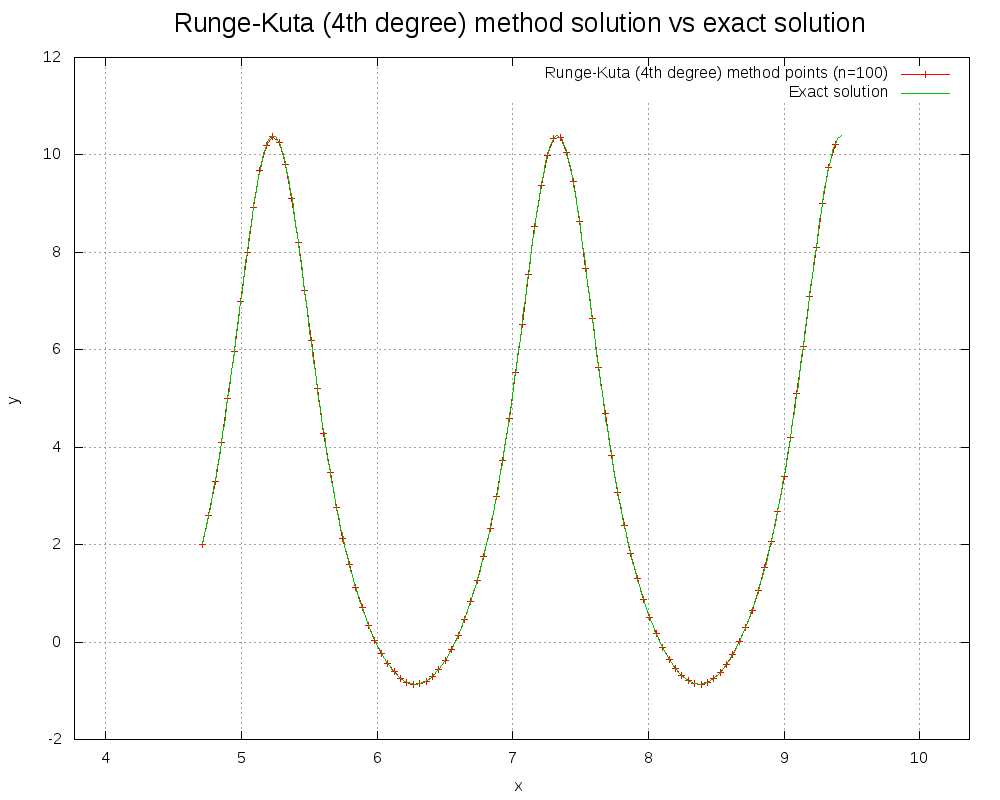 Runge-Kuta (4th degree) method solution vs exact solution
Runge-Kuta (4th degree) method points (n=100)
Exact solution
12
10
8
6
4
2
0
-2
y
4 5 6 7 8 9 10
x